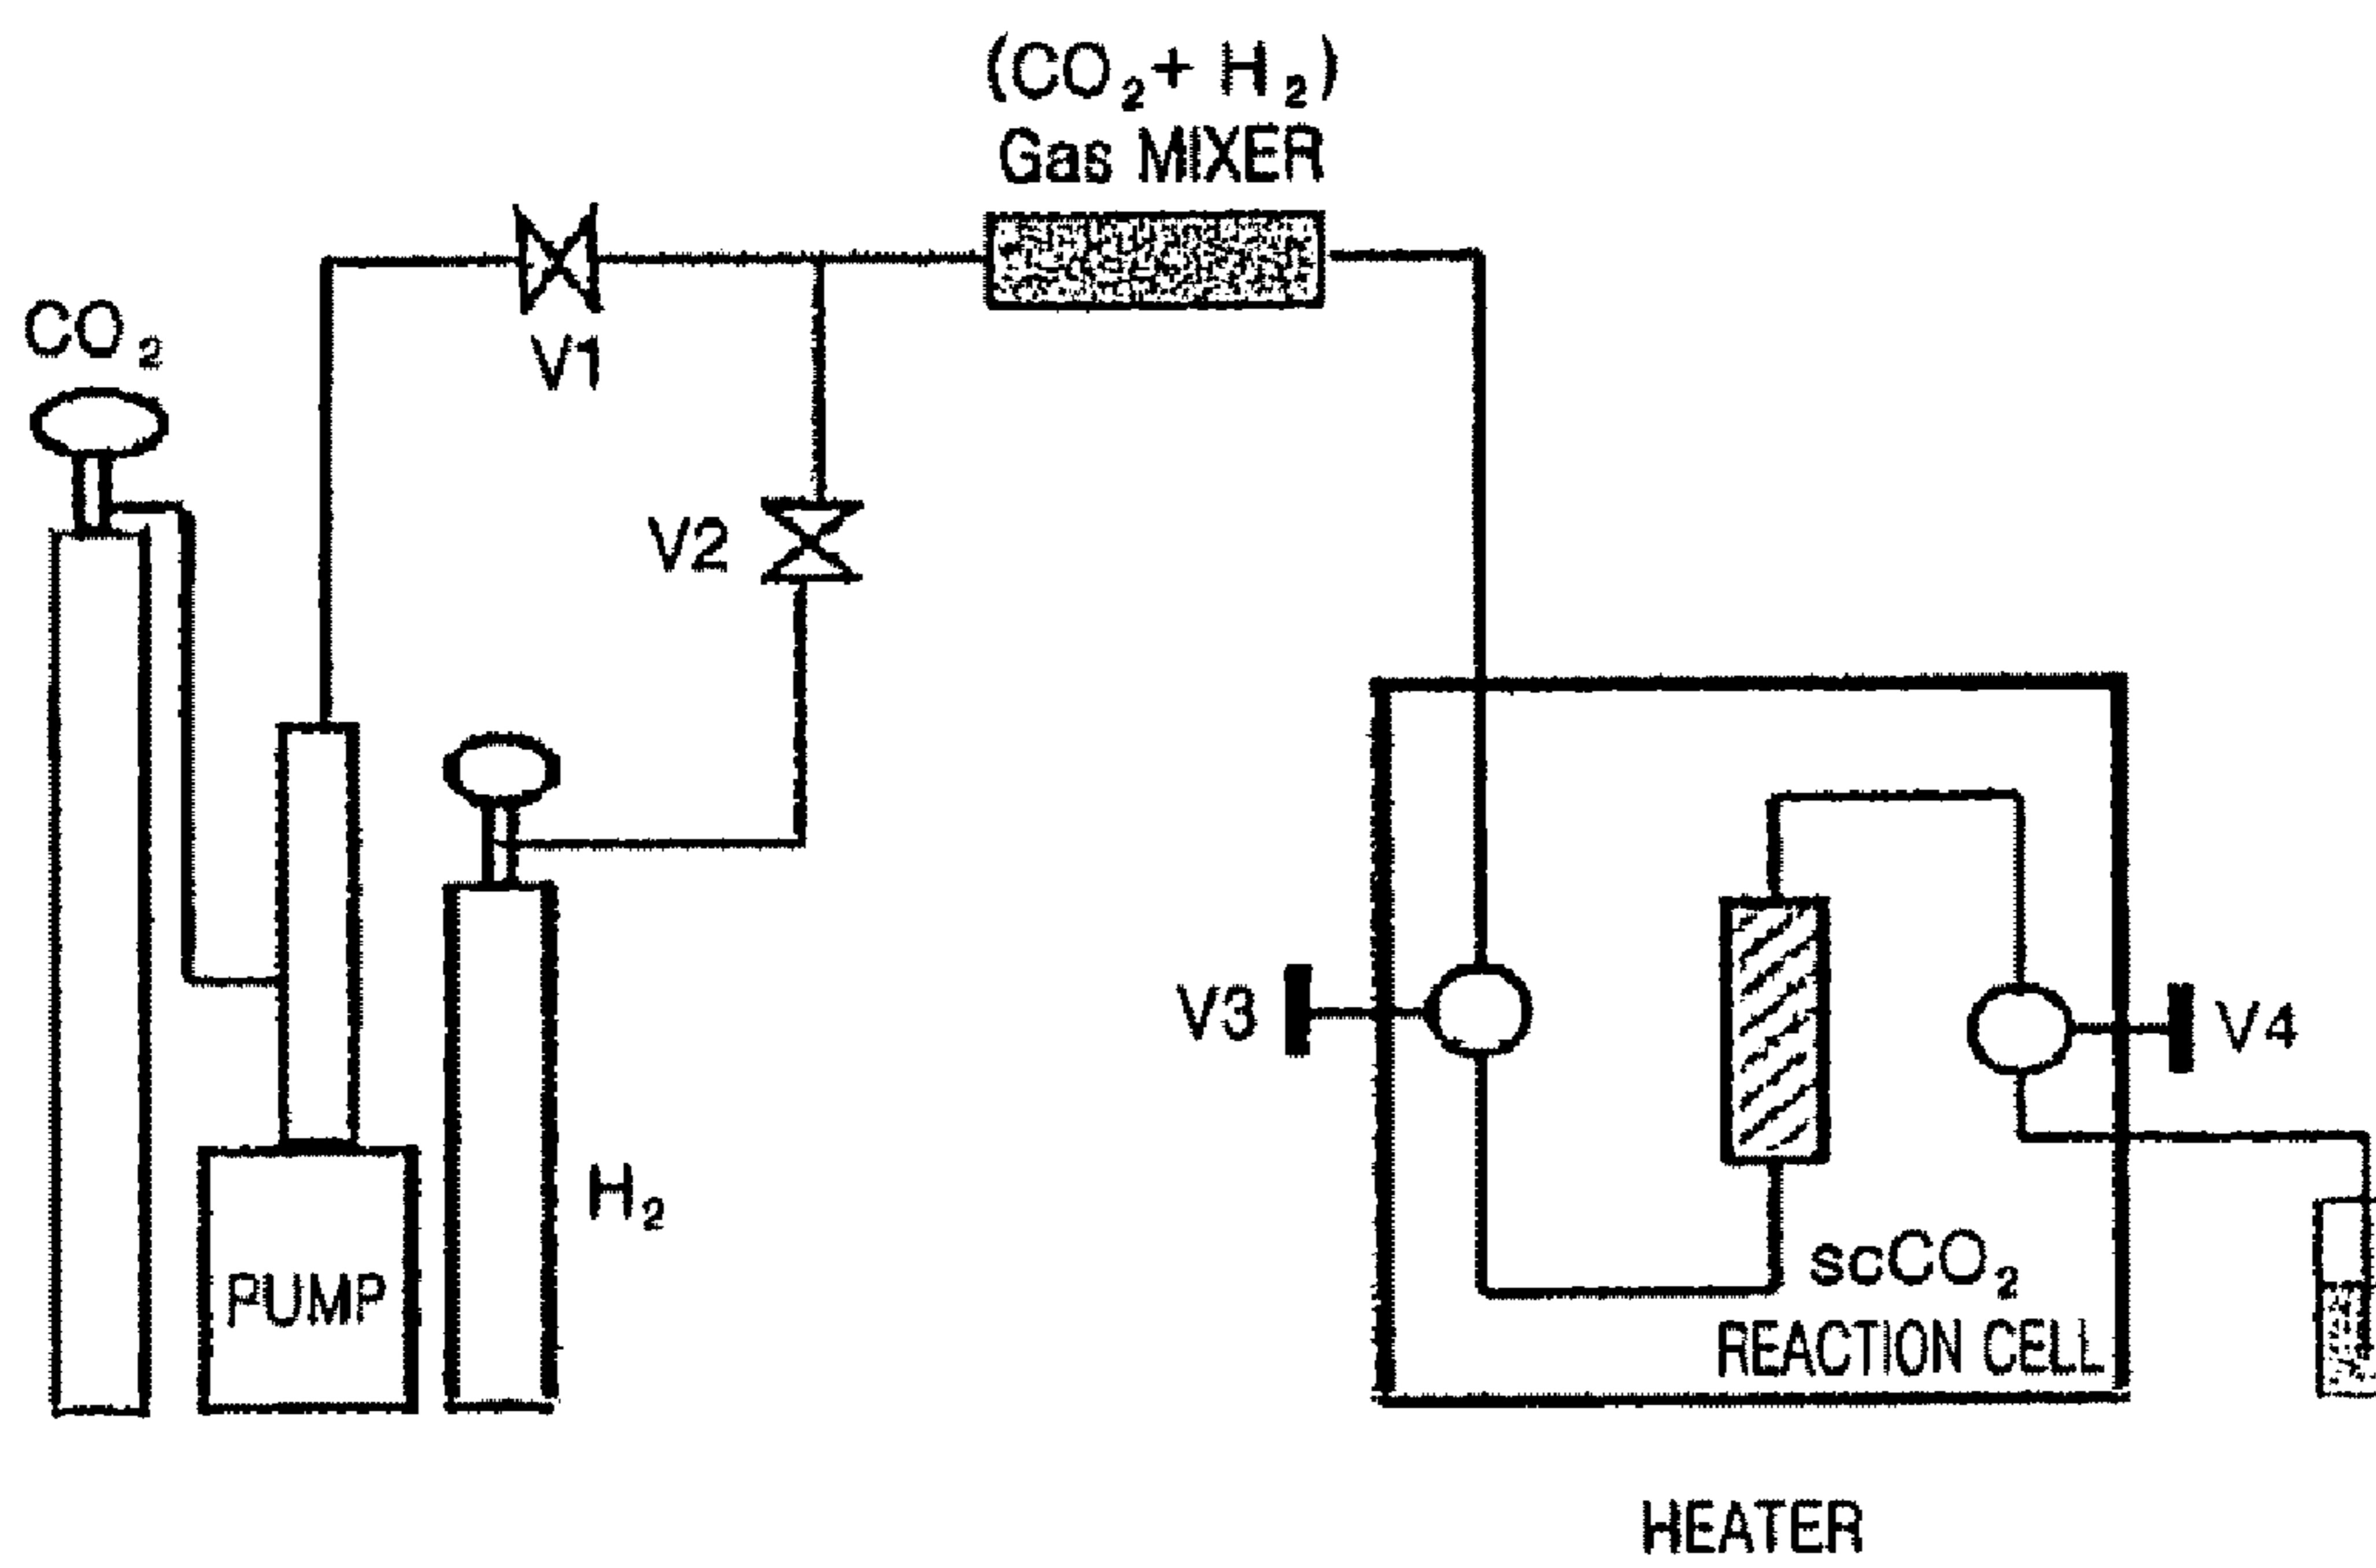 (CO₂+ H₂)
Gas MIXER
CO₂
V1
V2
V3
V4
H₂
PUMP
scCO₂
REACTION CELL
HEATER